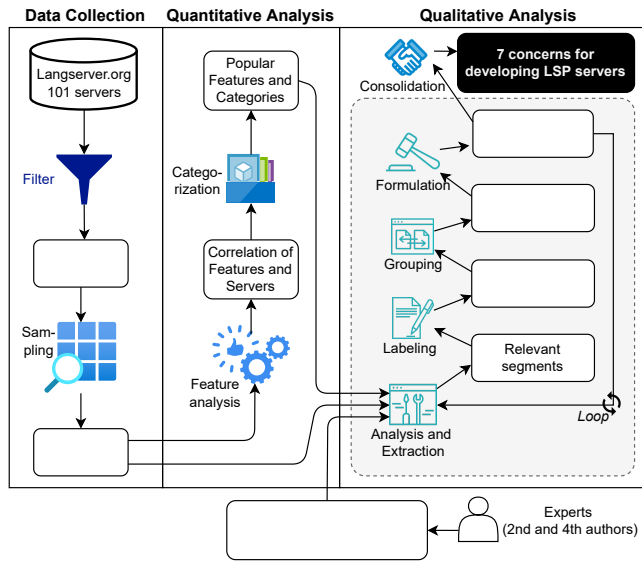 Data Collection
Quantitative Analysis
Qualitative Analysis
Langserver.org
101 servers
Filter
Sam-
pling
Popular
Features and
Categories
Catego-
rization
Correlation of
Features and
Servers
Feature
analysis
Consolidation
7 concerns for
developing LSP servers
Formulation
Grouping
Labeling
Relevant
segments
Analysis and
Extraction
Loop
Experts
(2nd and 4th authors)